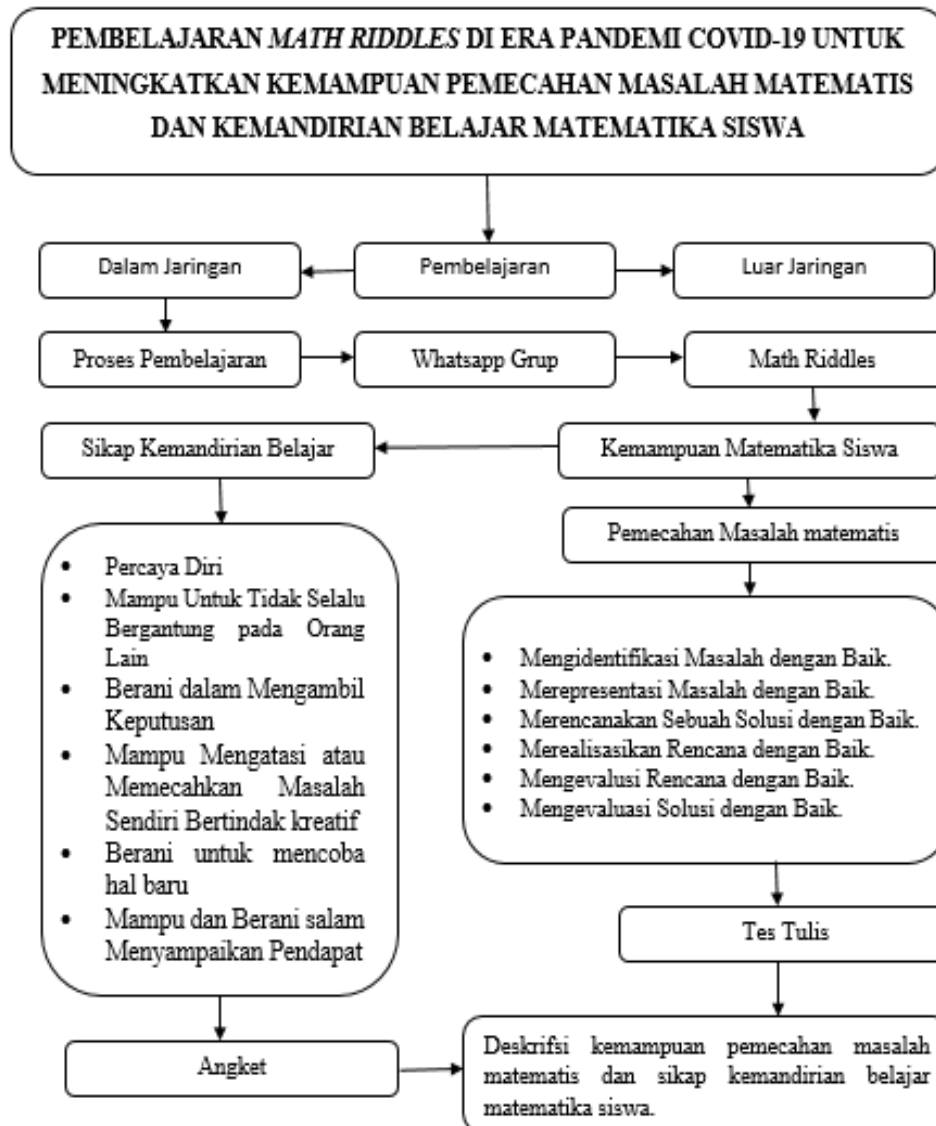 PEMBELAJARAN MATH RIDDLES DI ERA PANDEMI COVID-19 UNTUK
MENINGKATKAN KEMAMPUAN PEMECAHAN MASALAH MATEMATIS
DAN KEMANDIRIAN BELAJAR MATEMATIKA SISWA
Dalam Jaringan
Pembelajaran
Luar Jaringan
Proses Pembelajaran
Whatsapp Grup
Math Riddles
Sikap Kemandirian Belajar
Kemampuan Matematika Siswa
Pemecahan Masalah matematis
• Percaya Diri
• Mampu Untuk Tidak Selalu
Bergantung pada Orang
Lain
• Berani dalam Mengambil
Keputusan
• Mampu Mengatasi atau
Memecahkan Masalah
Sendiri Bertindak kreatif
• Berani untuk mencoba
hal baru
• Mampu dan Berani salam
Menyampaikan Pendapat
• Mengidentifikasi Masalah dengan Baik.
• Merepresentasi Masalah dengan Baik.
• Merencanakan Sebuah Solusi dengan Baik.
• Merealisasikan Rencana dengan Baik.
• Mengevalusi Rencana dengan Baik.
• Mengevaluasi Solusi dengan Baik.
Tes Tulis
Angket
Deskrifsi kemampuan pemecahan masalah
matematis dan sikap kemandirian belajar
matematika siswa.